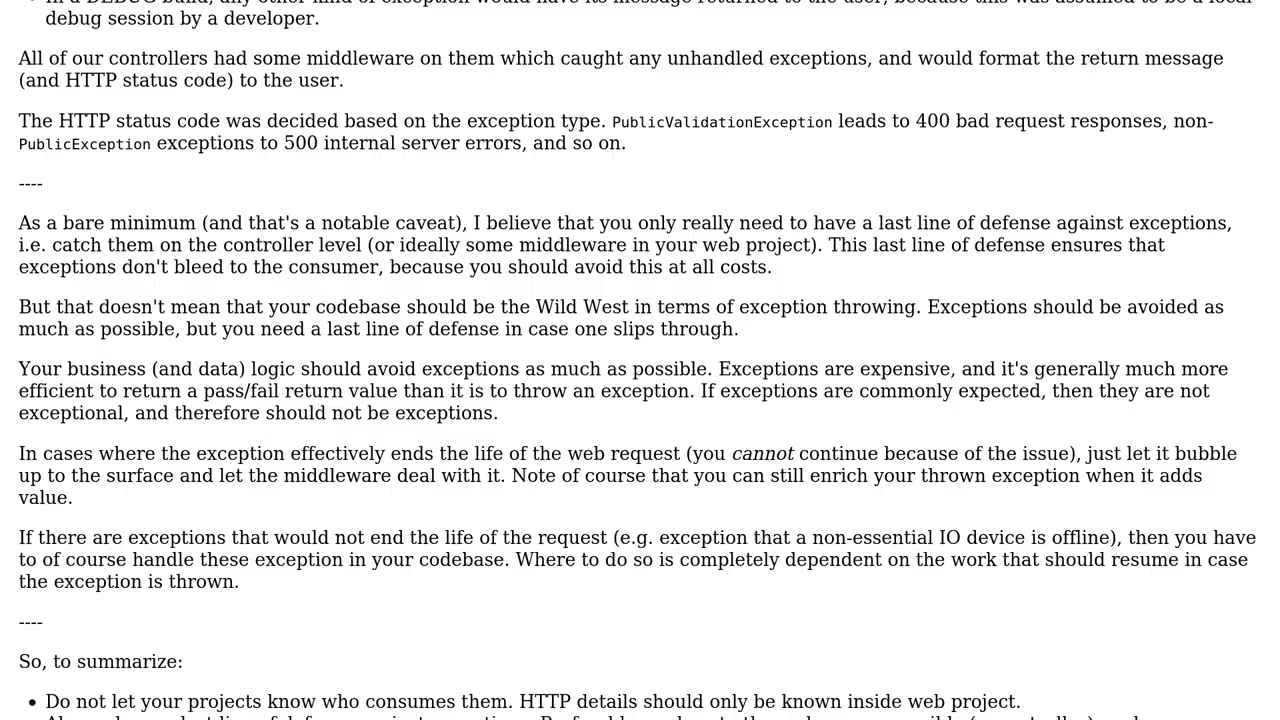 debug session by a developer.
All of our controllers had some middleware on them which caught any unhandled exceptions, and would format the return message
(and HTTP status code) to the user.
The HTTP status code was decided based on the exception type. PublicValidationException leads to 400 bad request responses, non-
PublicException exceptions to 500 internal server errors, and so on.
----
As a bare minimum (and that's a notable caveat), I believe that you only really need to have a last line of defense against exceptions,
i.e. catch them on the controller level (or ideally some middleware in your web project). This last line of defense ensures that
exceptions don't bleed to the consumer, because you should avoid this at all costs.
But that doesn't mean that your codebase should be the Wild West in terms of exception throwing. Exceptions should be avoided as
much as possible, but you need a last line of defense in case one slips through.
Your business (and data) logic should avoid exceptions as much as possible. Exceptions are expensive, and it's generally much more
efficient to return a pass/fail return value than it is to throw an exception. If exceptions are commonly expected, then they are not
exceptional, and therefore should not be exceptions.
In cases where the exception effectively ends the life of the web request (you cannot continue because of the issue), just let it bubble
up to the surface and let the middleware deal with it. Note of course that you can still enrich your thrown exception when it adds
value.
If there are exceptions that would not end the life of the request (e.g. exception that a non-essential IO device is offline), then you have
to of course handle these exception in your codebase. Where to do so is completely dependent on the work that should resume in case
the exception is thrown.
----
So, to summarize:
• Do not let your projects know who consumes them. HTTP details should only be known inside web project.